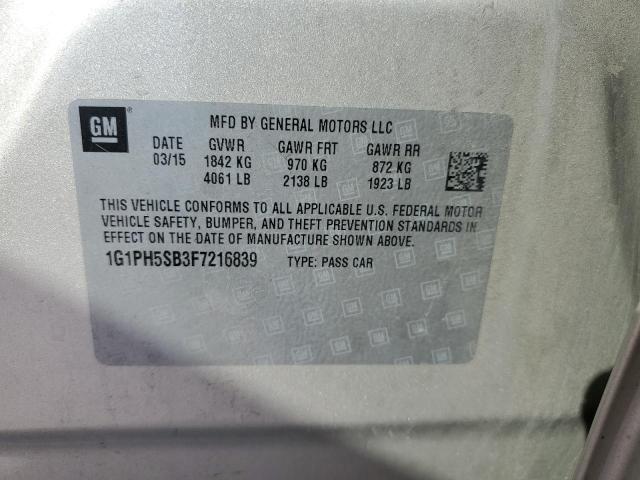 GM ®
MFD BY GENERAL MOTORS LLC
DATE GVWR GAWR FRT GAWR RR
03/15 1842 KG 970 KG 872 KG
4061 LB 2138 LB 1923 LB
THIS VEHICLE CONFORMS TO ALL APPLICABLE U.S. FEDERAL MOTOR
VEHICLE SAFETY, BUMPER, AND THEFT PREVENTION STANDARDS IN
EFFECT ON THE DATE OF MANUFACTURE SHOWN ABOVE.
1G1PH5SB3F7216839 TYPE: PASS CAR